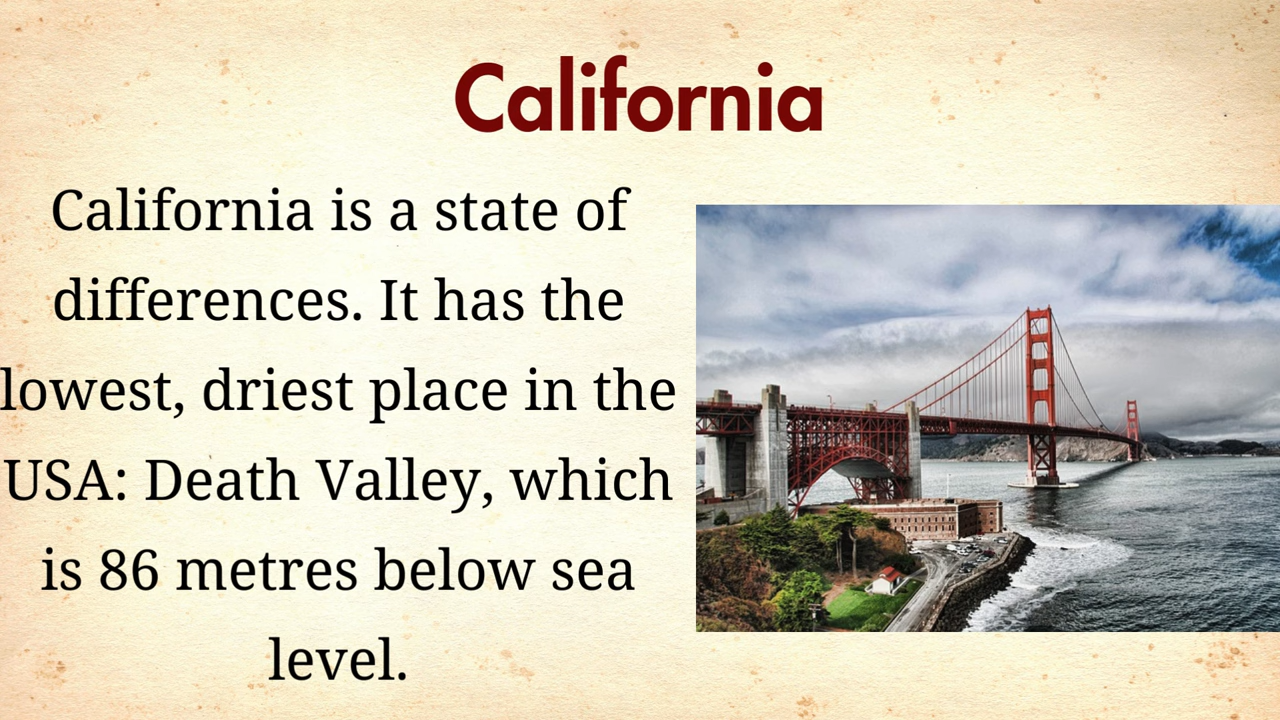 California
California is a state of
differences. It has the
lowest, driest place in the
USA: Death Valley, which
is 86 metres below sea
level.